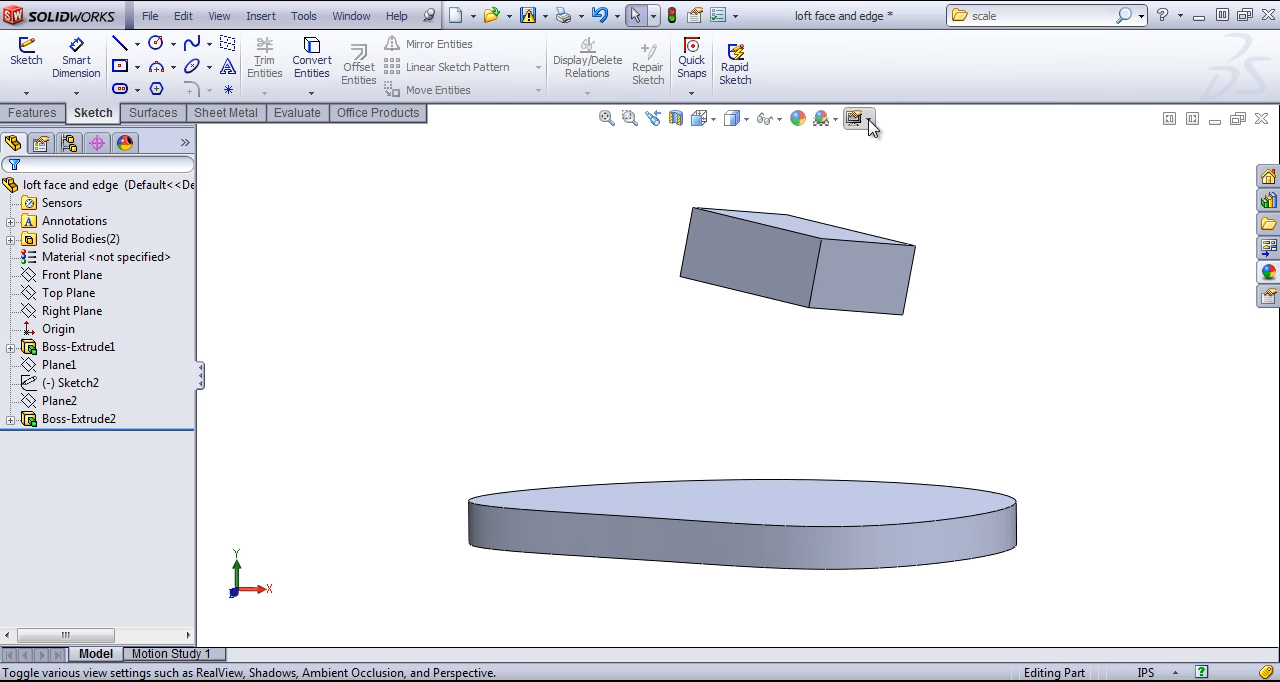 SOLIDWORKS File Edit View Insert Tools Window Help loft face and edge * scale
Sketch Smart Dimension Trim Entities Convert Entities Offset Entities Mirror Entities Linear Sketch Pattern Move Entities Display/Delete Relations Repair Sketch Quick Snaps Rapid Sketch
Features Sketch Surfaces Sheet Metal Evaluate Office Products
loft face and edge (Default<<De
Sensors
Annotations
Solid Bodies(2)
Material <not specified>
Front Plane
Top Plane
Right Plane
Origin
Boss-Extrude1
Plane1
(-) Sketch2
Plane2
Boss-Extrude2
Y
X
Model Motion Study 1
Toggle various view settings such as RealView, Shadows, Ambient Occlusion, and Perspective. Editing Part IPS